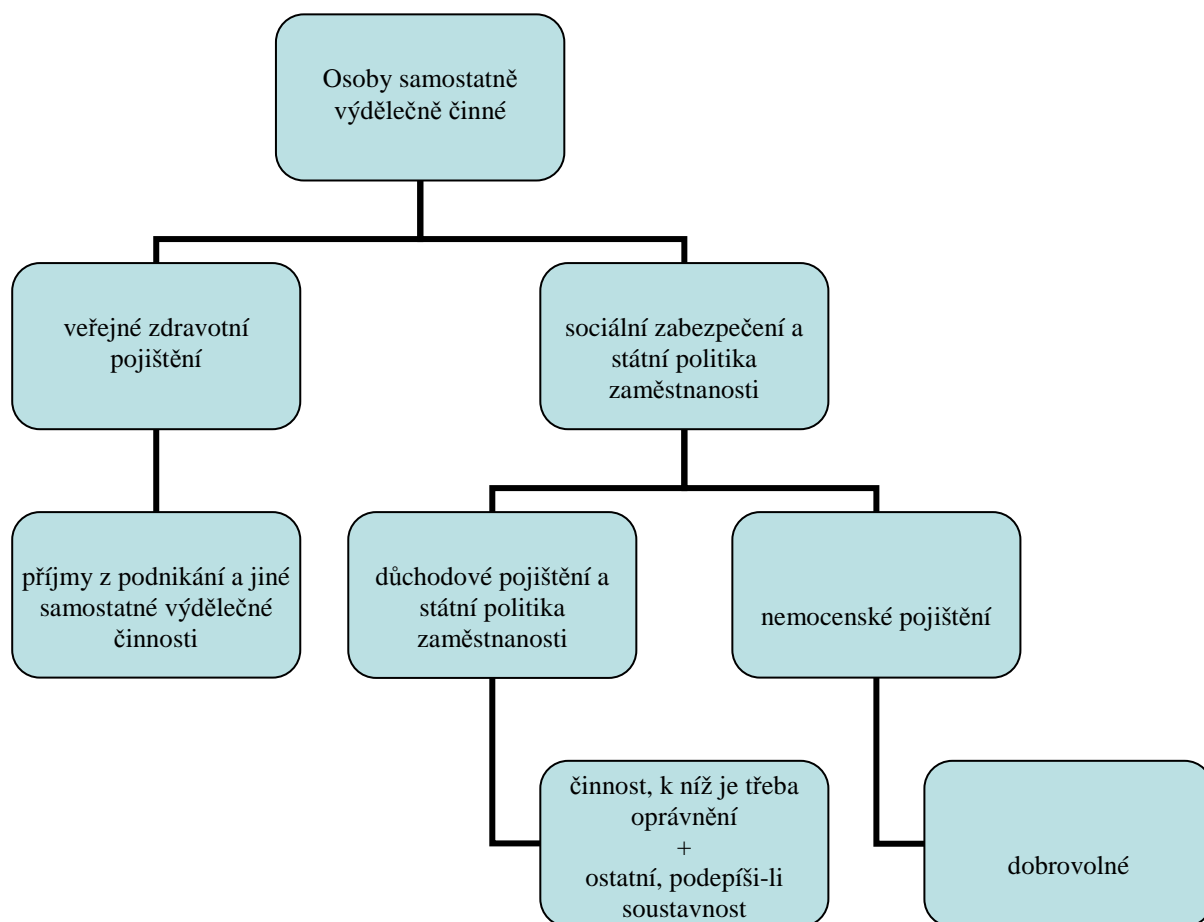 Osoby samostatně
výdělečně činné
veřejné zdravotní
pojištění
sociální zabezpečení a
státní politika
zaměstnanosti
příjmy z podnikání a jiné
samostatné výdělečné
činnosti
důchodové pojištění a
státní politika
zaměstnanosti
nemocenské pojištění
činnost, k níž je třeba
oprávnění
+
ostatní, podepíši-li
soustavnost
dobrovolné